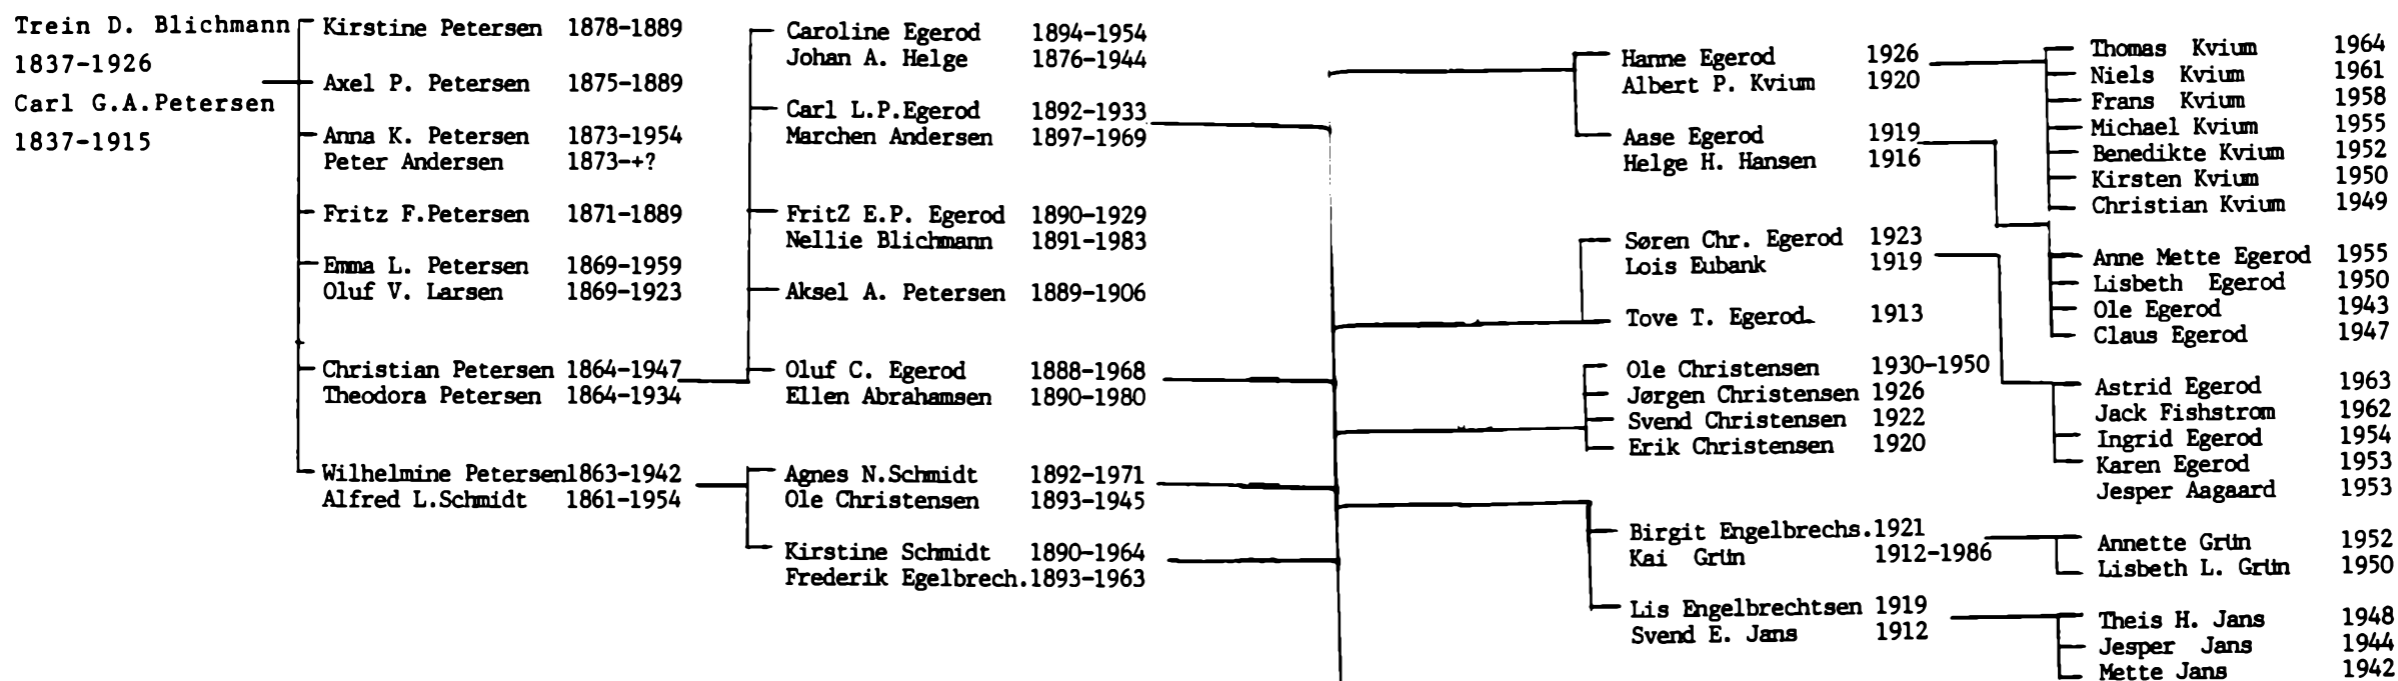 Trein D. Blichmann
1837-1926
Carl G.A.Petersen
1837-1915
Kirstine Petersen 1878-1889
Axel P. Petersen 1875-1889
Anna K. Petersen 1873-1954
Peter Andersen 1873-+?
Fritz F.Petersen 1871-1889
Emma L. Petersen 1869-1959
Oluf V. Larsen 1869-1923
Christian Petersen 1864-1947
Theodora Petersen 1864-1934
Wilhelmine Petersen1863-1942
Alfred L.Schmidt 1861-1954
Caroline Egerod 1894-1954
Johan A. Helge 1876-1944
Carl L.P.Egerod 1892-1933
Marchen Andersen 1897-1969
FritZ E.P. Egerod 1890-1929
Nellie Blichmann 1891-1983
Aksel A. Petersen 1889-1906
Oluf C. Egerod 1888-1968
Ellen Abrahamsen 1890-1980
Agnes N.Schmidt 1892-1971
Ole Christensen 1893-1945
Kirstine Schmidt 1890-1964
Frederik Egelbrech.1893-1963
Hanne Egerod 1926
Albert P. Kvium 1920
Aase Egerod 1919
Helge H. Hansen 1916
Søren Chr. Egerod 1923
Lois Eubank 1919
Tove T. Egerod. 1913
Ole Christensen 1930-1950
Jørgen Christensen 1926
Svend Christensen 1922
Erik Christensen 1920
Birgit Engelbrechs.1921
Kai Grün 1912-1986
Lis Engelbrechtsen 1919
Svend E. Jans 1912
Thomas Kvium 1964
Niels Kvium 1961
Frans Kvium 1958
Michael Kvium 1955
Benedikte Kvium 1952
Kirsten Kvium 1950
Christian Kvium 1949
Anne Mette Egerod 1955
Lisbeth Egerod 1950
Ole Egerod 1943
Claus Egerod 1947
Astrid Egerod 1963
Jack Fishstrom 1962
Ingrid Egerod 1954
Karen Egerod 1953
Jesper Aagaard 1953
Annette Grün 1952
Lisbeth L. Grün 1950
Theis H. Jans 1948
Jesper Jans 1944
Mette Jans 1942